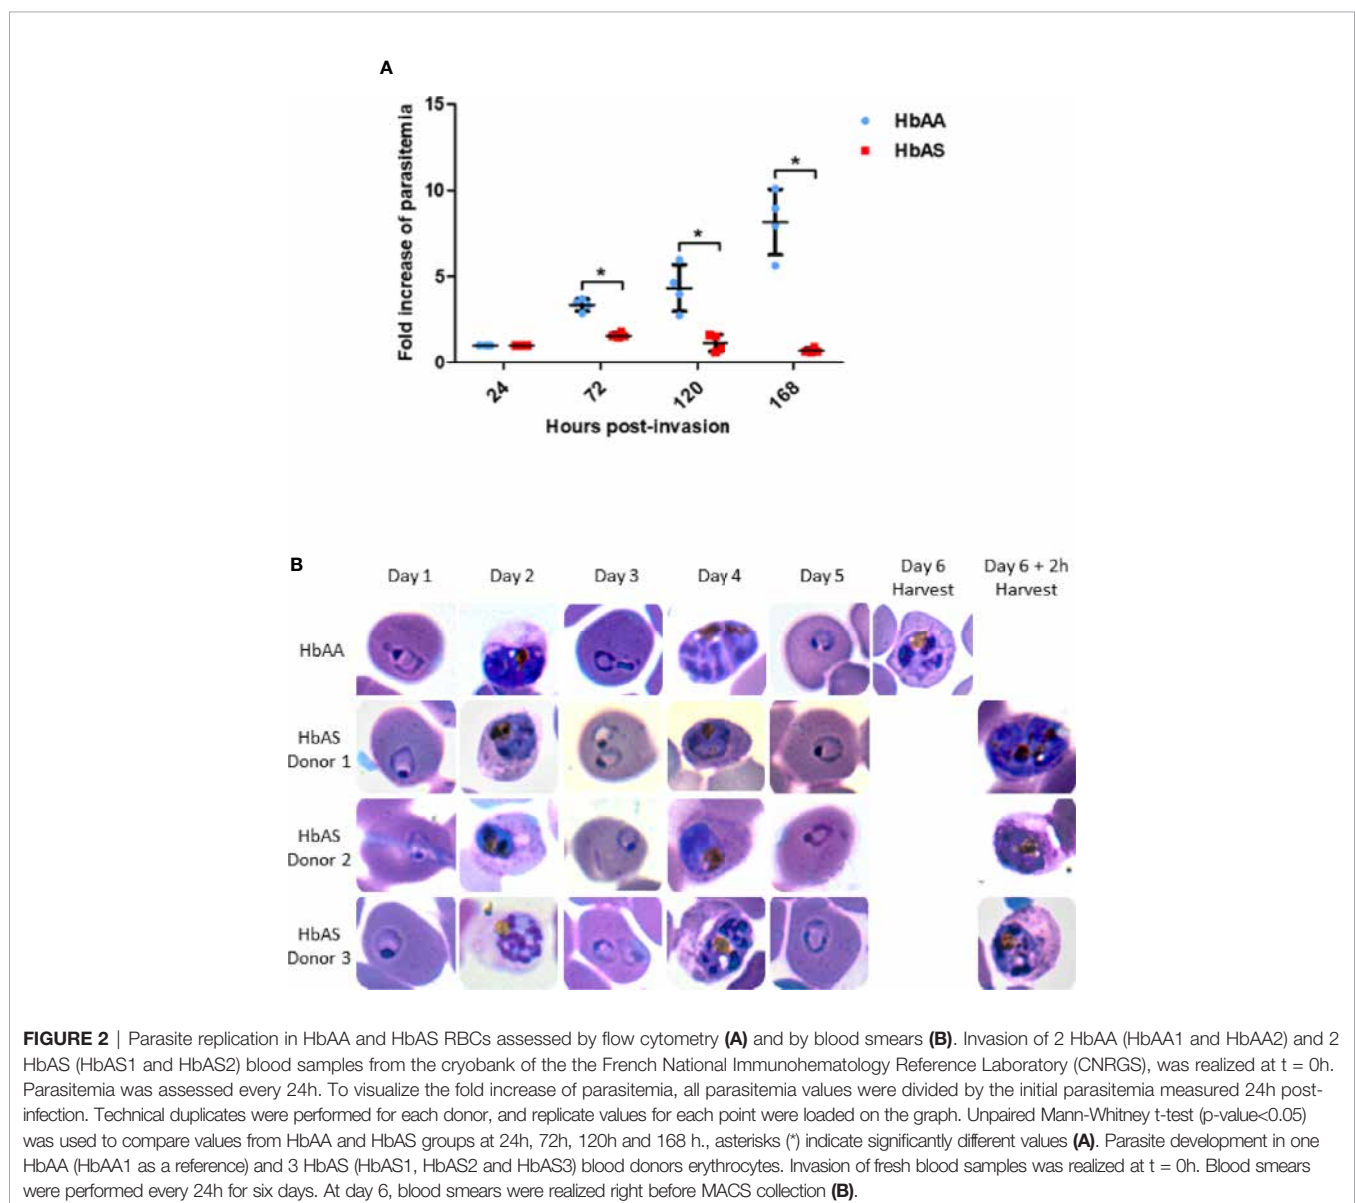 A
15
10
5
0
Fold increase of parasitemia
HbAA
HbAS
*
*
*
24
72
120
168
Hours post-invasion
B
Day 1
Day 2
Day 3
Day 4
Day 5
Day 6
Harvest
Day 6 + 2h
Harvest
HbAA
HbAS
Donor 1
HbAS
Donor 2
HbAS
Donor 3
FIGURE 2 | Parasite replication in HbAA and HbAS RBCs assessed by flow cytometry (A) and by blood smears (B). Invasion of 2 HbAA (HbAA1 and HbAA2) and 2
HbAS (HbAS1 and HbAS2) blood samples from the cryobank of the the French National Immunohematology Reference Laboratory (CNRGS), was realized at t = 0h.
Parasitemia was assessed every 24h. To visualize the fold increase of parasitemia, all parasitemia values were divided by the initial parasitemia measured 24h post-
infection. Technical duplicates were performed for each donor, and replicate values for each point were loaded on the graph. Unpaired Mann-Whitney t-test (p-value<0.05)
was used to compare values from HbAA and HbAS groups at 24h, 72h, 120h and 168 h., asterisks (*) indicate significantly different values (A). Parasite development in one
HbAA (HbAA1 as a reference) and 3 HbAS (HbAS1, HbAS2 and HbAS3) blood donors erythrocytes. Invasion of fresh blood samples was realized at t = 0h. Blood smears
were performed every 24h for six days. At day 6, blood smears were realized right before MACS collection (B).